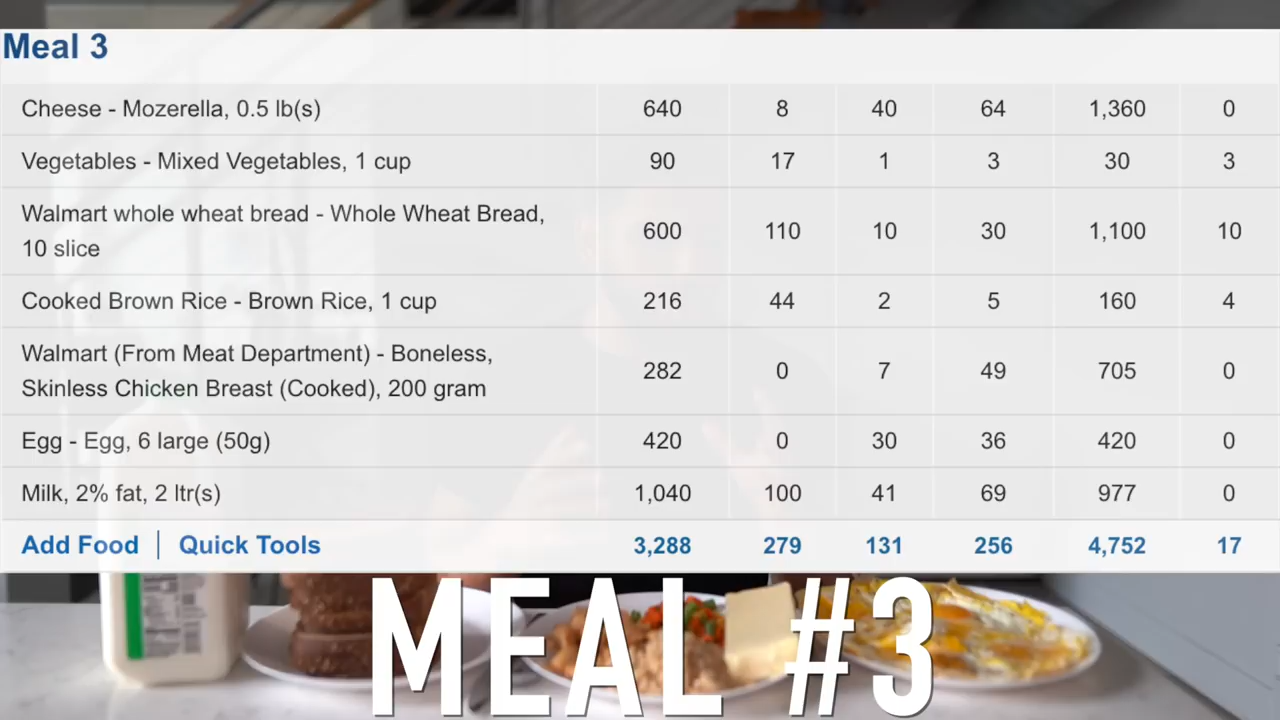 Meal 3
Cheese - Mozerella, 0.5 lb(s) 640 8 40 64 1,360 0
Vegetables - Mixed Vegetables, 1 cup 90 17 1 3 30 3
Walmart whole wheat bread - Whole Wheat Bread,
10 slice 600 110 10 30 1,100 10
Cooked Brown Rice - Brown Rice, 1 cup 216 44 2 5 160 4
Walmart (From Meat Department) - Boneless,
Skinless Chicken Breast (Cooked), 200 gram 282 0 7 49 705 0
Egg - Egg, 6 large (50g) 420 0 30 36 420 0
Milk, 2% fat, 2 ltr(s) 1,040 100 41 69 977 0
Add Food | Quick Tools 3,288 279 131 256 4,752 17
MEAL #3